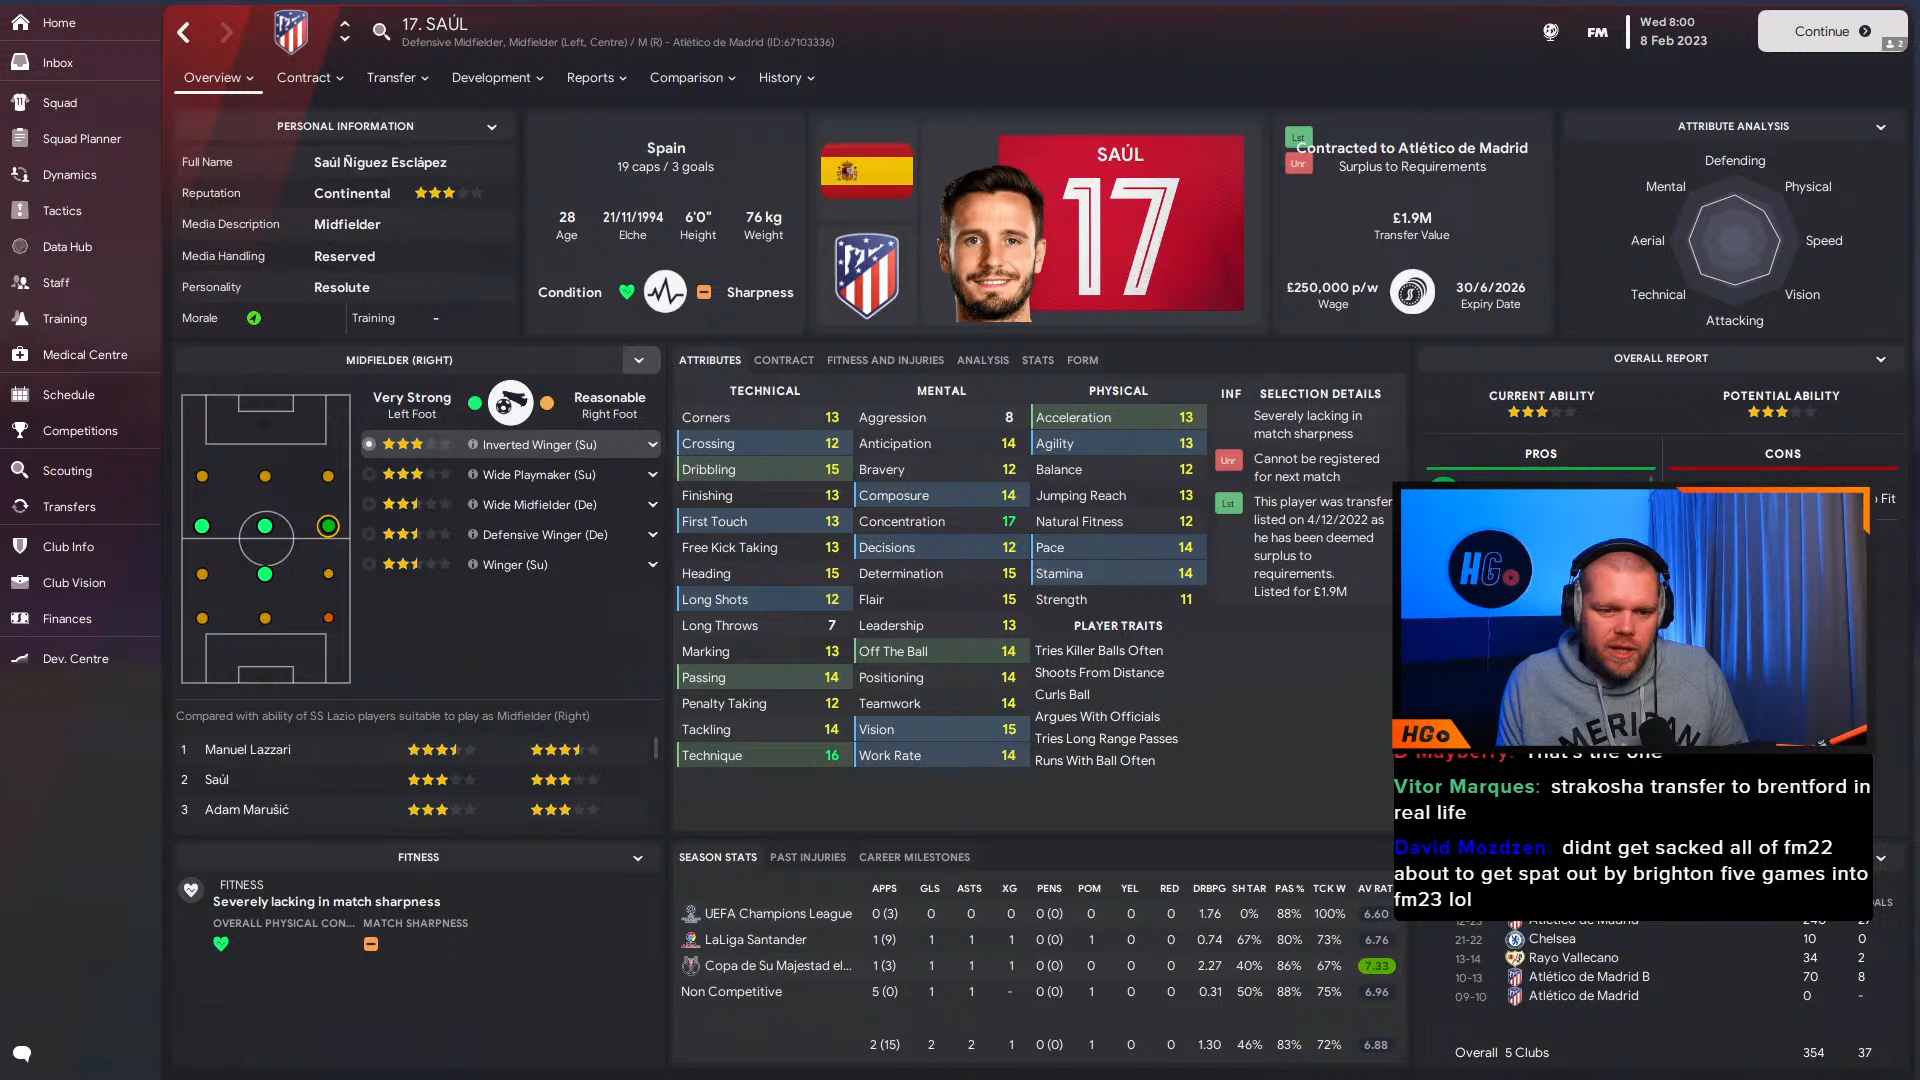 Home
Inbox
Squad
Squad Planner
Dynamics
Tactics
Data Hub
Staff
Training
Medical Centre
Schedule
Competitions
Scouting
Transfers
Club Info
Club Vision
Finances
Dev. Centre
17. SAÚL
Defensive Midfielder, Midfielder (Left, Centre) / M (R) - Atlético de Madrid (ID:67103336)
FM
Wed 8:00
8 Feb 2023
Continue
2
Overview Contract Transfer Development Reports Comparison History
PERSONAL INFORMATION
Full Name Saúl Ñíguez Esclápez
Reputation Continental
Media Description Midfielder
Media Handling Reserved
Personality Resolute
Morale Training -
Spain
19 caps / 3 goals
28 21/11/1994 6'0" 76 kg
Age Elche Height Weight
Condition Sharpness
SAÚL
17
Lst
Unr
Contracted to Atlético de Madrid
Surplus to Requirements
£1.9M
Transfer Value
£250,000 p/w 30/6/2026
Wage Expiry Date
ATTRIBUTE ANALYSIS
Defending
Mental Physical
Aerial Speed
Technical Vision
Attacking
MIDFIELDER (RIGHT)
Very Strong Reasonable
Left Foot Right Foot
Inverted Winger (Su)
Wide Playmaker (Su)
Wide Midfielder (De)
Defensive Winger (De)
Winger (Su)
Compared with ability of SS Lazio players suitable to play as Midfielder (Right)
1 Manuel Lazzari
2 Saúl
3 Adam Marušić
FITNESS
FITNESS
Severely lacking in match sharpness
OVERALL PHYSICAL CON... MATCH SHARPNESS
ATTRIBUTES CONTRACT FITNESS AND INJURIES ANALYSIS STATS FORM
TECHNICAL MENTAL PHYSICAL INF SELECTION DETAILS
Corners 13 Aggression 8 Acceleration 13
Crossing 12 Anticipation 14 Agility 13
Dribbling 15 Bravery 12 Balance 12
Finishing 13 Composure 14 Jumping Reach 13
First Touch 13 Concentration 17 Natural Fitness 12
Free Kick Taking 13 Decisions 12 Pace 14
Heading 15 Determination 15 Stamina 14
Long Shots 12 Flair 15 Strength 11
Long Throws 7 Leadership 13
Marking 13 Off The Ball 14
Passing 14 Positioning 14
Penalty Taking 12 Teamwork 14
Tackling 14 Vision 15
Technique 16 Work Rate 14
PLAYER TRAITS
Tries Killer Balls Often
Shoots From Distance
Curls Ball
Argues With Officials
Tries Long Range Passes
Runs With Ball Often
Severely lacking in
match sharpness
Unr Cannot be registered
for next match
Lst This player was transfer
listed on 4/12/2022 as
he has been deemed
surplus to
requirements.
Listed for £1.9M
OVERALL REPORT
CURRENT ABILITY POTENTIAL ABILITY
PROS CONS
Fit
HG
AMERICAN
HG
D Mayberry: That's the one
Vitor Marques: strakosha transfer to brentford in
real life
David Mozdzen: didnt get sacked all of fm22
about to get spat out by brighton five games into
fm23 lol
SEASON STATS PAST INJURIES CAREER MILESTONES
APPS GLS ASTS XG PENS POM YEL RED DRBPG SH TAR PAS % TCK W AV RAT
UEFA Champions League 0 (3) 0 0 0 0 (0) 0 0 0 1.76 0% 88% 100% 6.60
LaLiga Santander 1 (9) 1 1 1 0 (0) 1 0 0 0.74 67% 80% 73% 6.76
Copa de Su Majestad el... 1 (3) 1 1 1 0 (0) 0 0 0 2.27 40% 86% 67% 7.33
Non Competitive 5 (0) 1 1 - 0 (0) 1 0 0 0.31 50% 88% 75% 6.96
2 (15) 2 2 1 0 (0) 1 0 0 1.30 46% 83% 72% 6.88
12-23 Atlético de Madrid
21-22 Chelsea 10 0
13-14 Rayo Vallecano 34 2
10-13 Atlético de Madrid B 70 8
09-10 Atlético de Madrid 0 -
Overall 5 Clubs 354 37